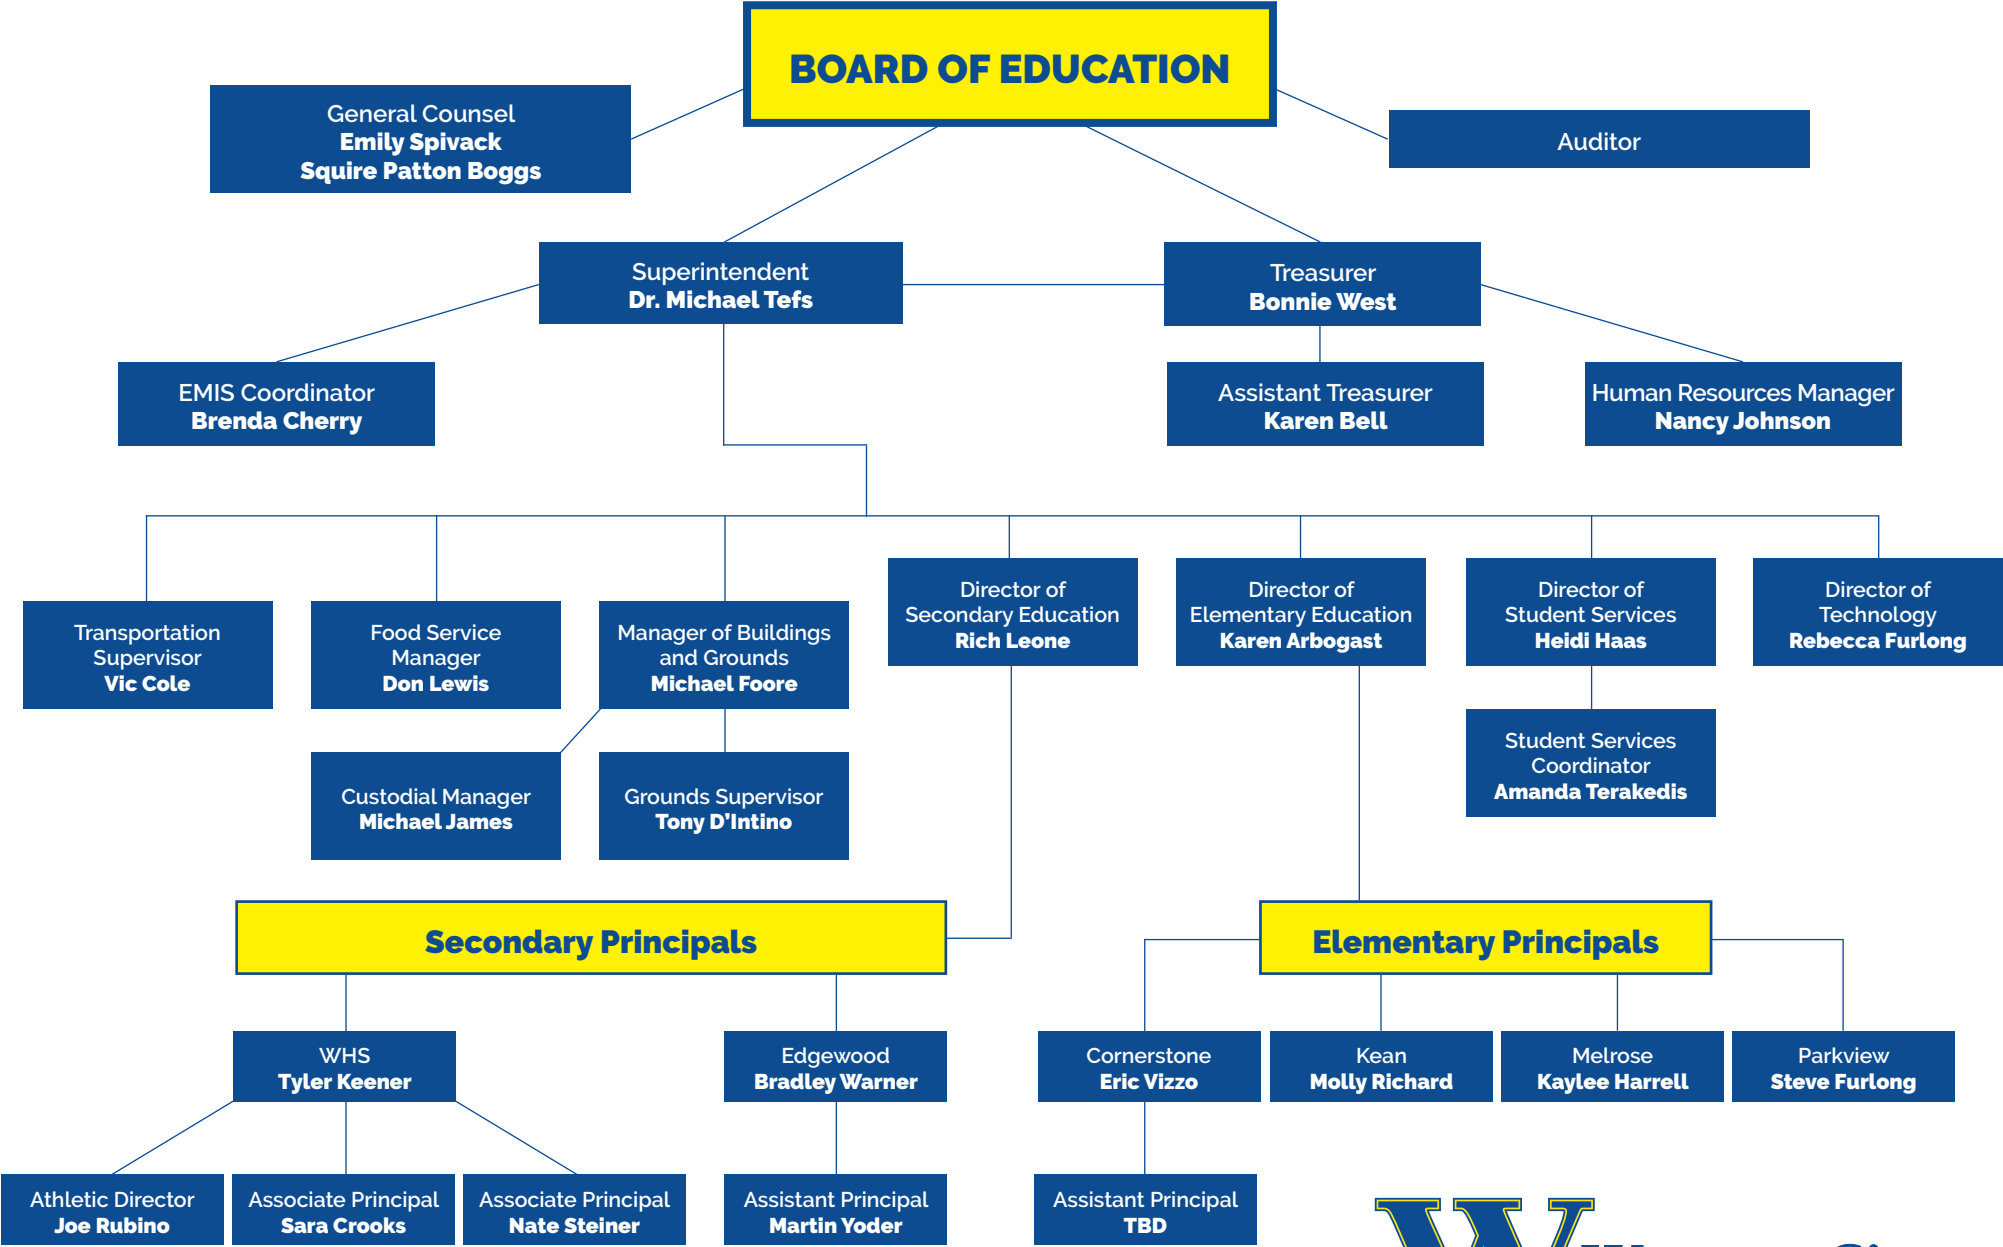 BOARD OF EDUCATION
General Counsel
Emily Spivack
Squire Patton Boggs
Auditor
Superintendent
Dr. Michael Tefs
Treasurer
Bonnie West
EMIS Coordinator
Brenda Cherry
Assistant Treasurer
Karen Bell
Human Resources Manager
Nancy Johnson
Transportation
Supervisor
Vic Cole
Food Service
Manager
Don Lewis
Manager of Buildings
and Grounds
Michael Foore
Director of
Secondary Education
Rich Leone
Director of
Elementary Education
Karen Arbogast
Director of
Student Services
Heidi Haas
Director of
Technology
Rebecca Furlong
Student Services
Coordinator
Amanda Terakedis
Custodial Manager
Michael James
Grounds Supervisor
Tony D’Intino
Secondary Principals
Elementary Principals
WHS
Tyler Keener
Edgewood
Bradley Warner
Cornerstone
Eric Vizzo
Kean
Molly Richard
Melrose
Kaylee Harrell
Parkview
Steve Furlong
Athletic Director
Joe Rubino
Associate Principal
Sara Crooks
Associate Principal
Nate Steiner
Assistant Principal
Martin Yoder
Assistant Principal
TBD
W